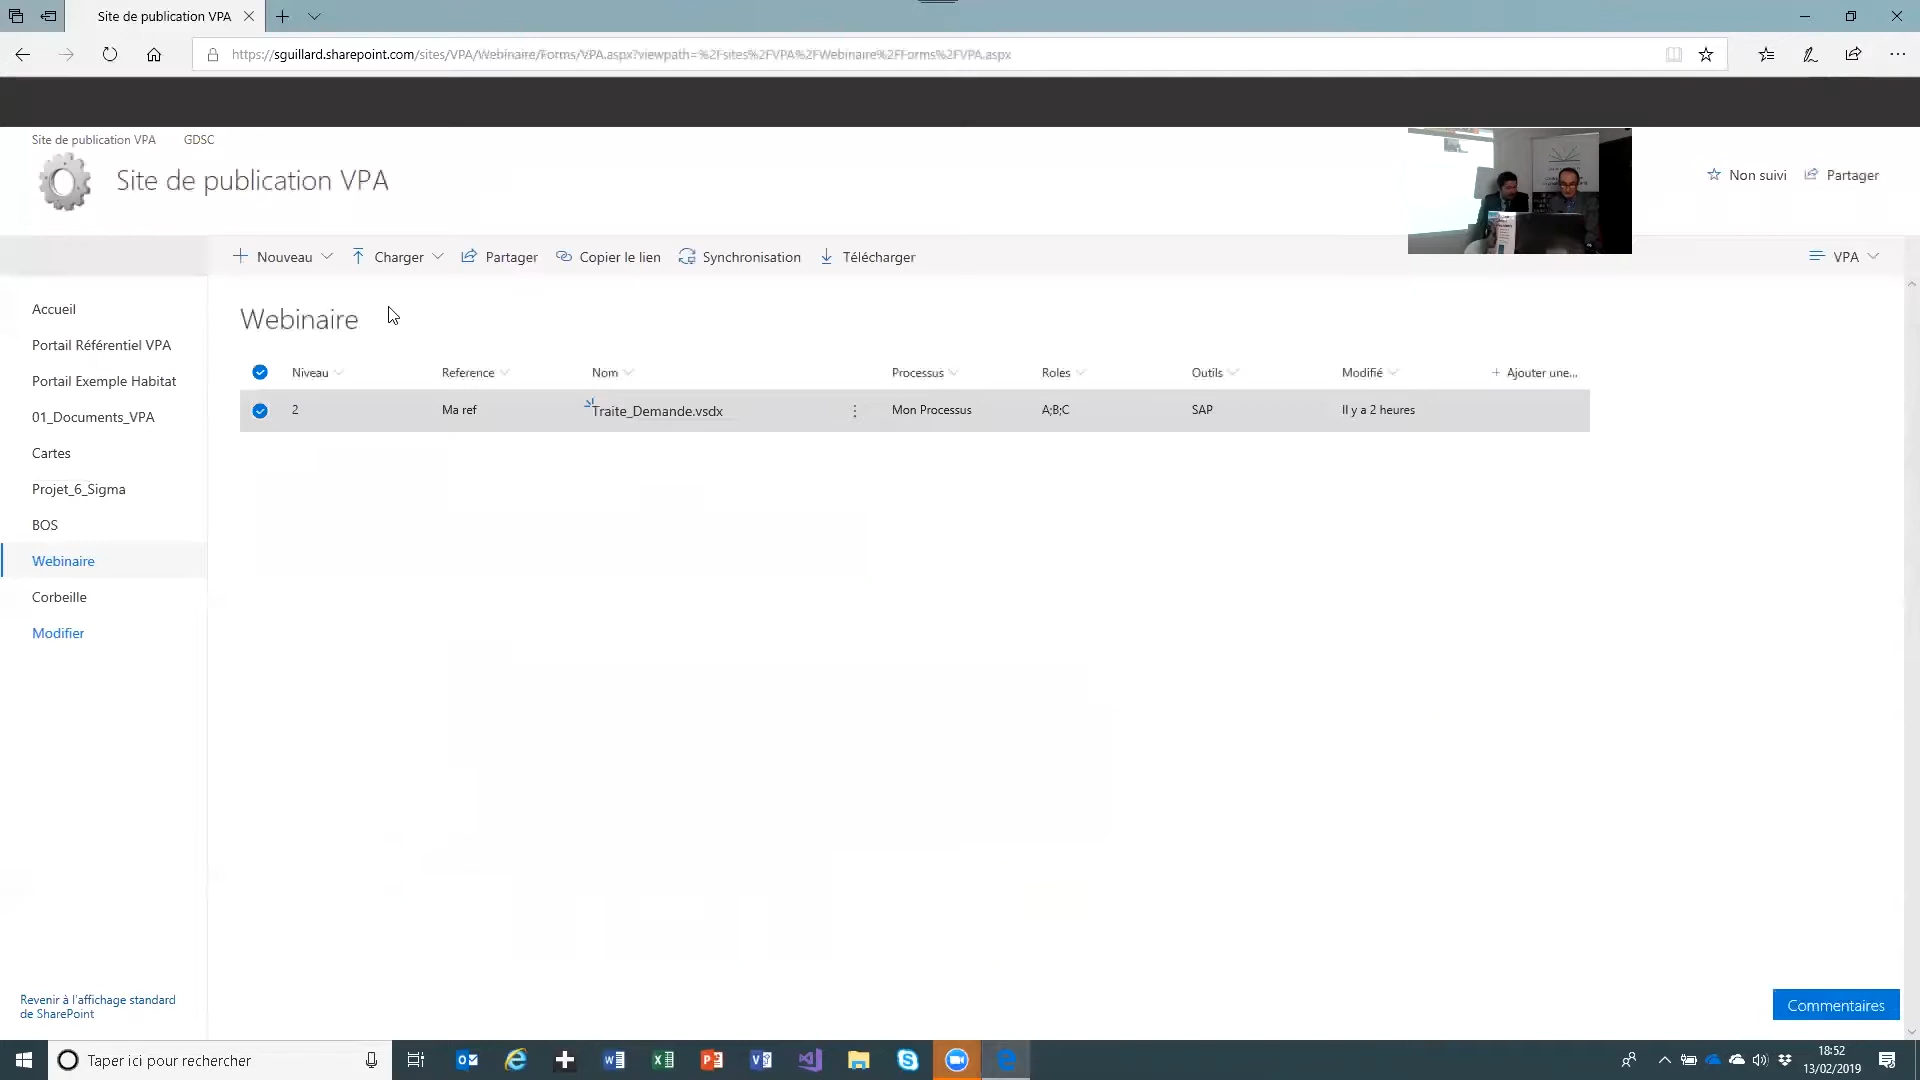 Site de publication VPA
https://sguillard.sharepoint.com/sites/VPA/Webinaire/Forms/VPA.aspx?viewpath=%2Fsites%2FVPA%2FWebinaire%2FForms%2FVPA.aspx
Site de publication VPA GDSC
Site de publication VPA
Non suivi Partager
Nouveau Charger Partager Copier le lien Synchronisation Télécharger VPA
Accueil
Portail Référentiel VPA
Portail Exemple Habitat
01_Documents_VPA
Cartes
Projet_6_Sigma
BOS
Webinaire
Corbeille
Modifier
Webinaire
Niveau Reference Nom Processus Roles Outils Modifié + Ajouter une...
2 Ma ref Traite_Demande.vsdx Mon Processus A;B;C SAP Il y a 2 heures
Revenir à l'affichage standard
de SharePoint
Commentaires
Taper ici pour rechercher
18:52
13/02/2019